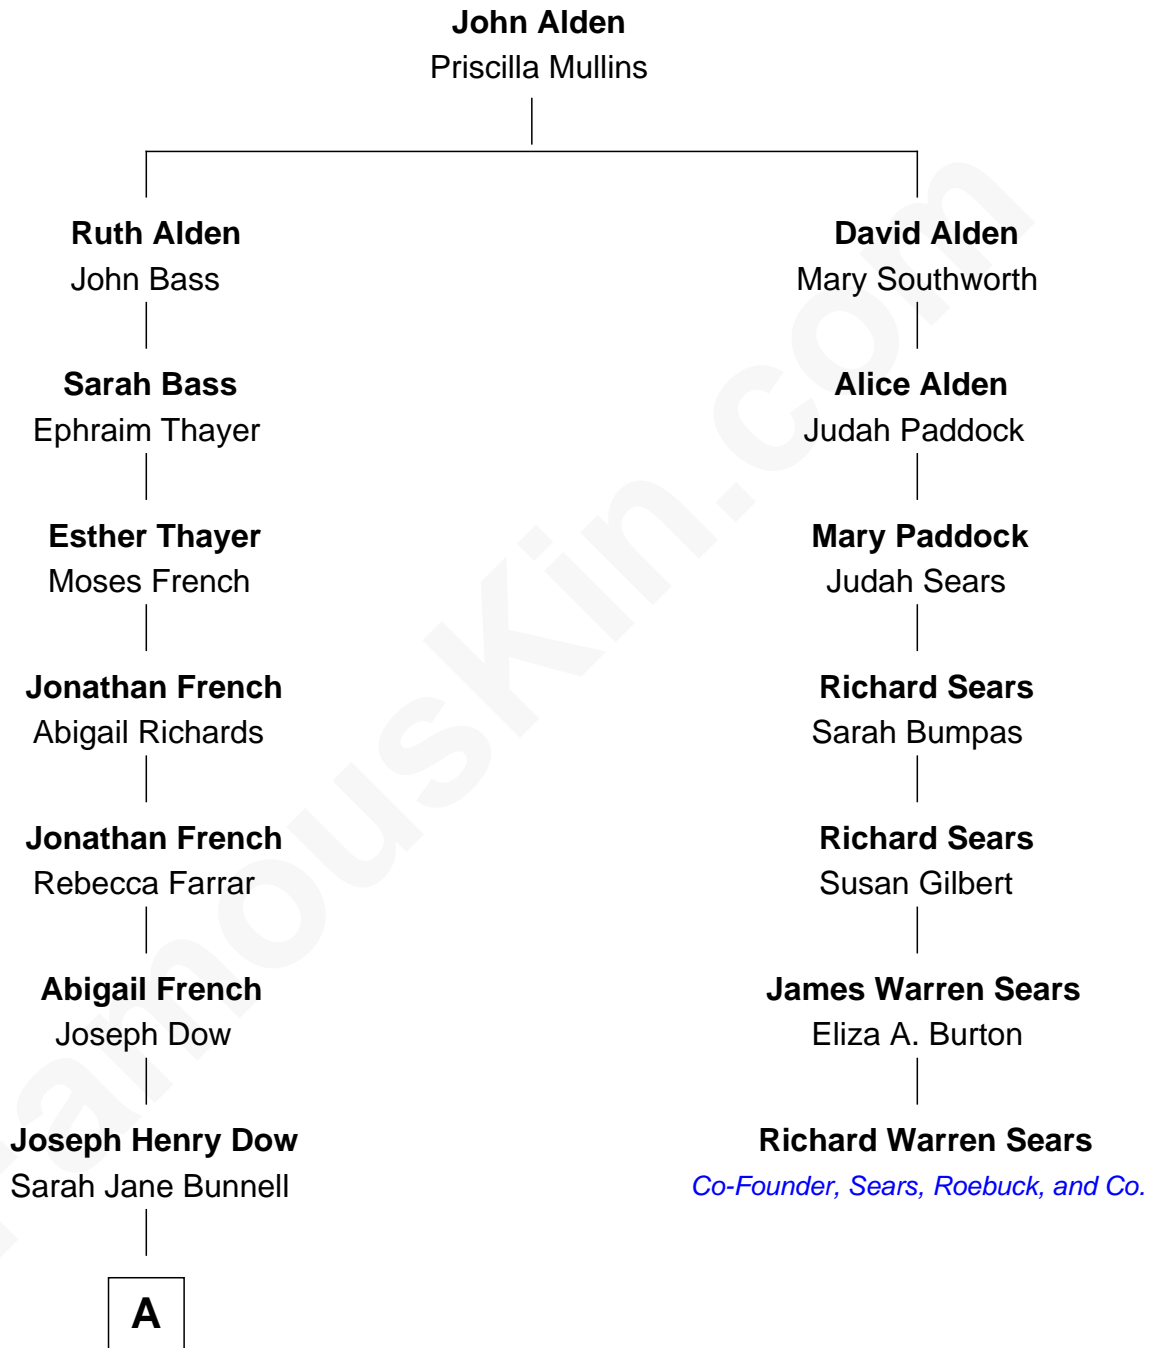 John Alden
Priscilla Mullins
Ruth Alden
John Bass
David Alden
Mary Southworth
Sarah Bass
Ephraim Thayer
Alice Alden
Judah Paddock
Esther Thayer
Moses French
Mary Paddock
Judah Sears
Jonathan French
Abigail Richards
Richard Sears
Sarah Bumpas
Jonathan French
Rebecca Farrar
Richard Sears
Susan Gilbert
Abigail French
Joseph Dow
James Warren Sears
Eliza A. Burton
Joseph Henry Dow
Sarah Jane Bunnell
Richard Warren Sears
Co-Founder, Sears, Roebuck, and Co.
A
FamousKin.com